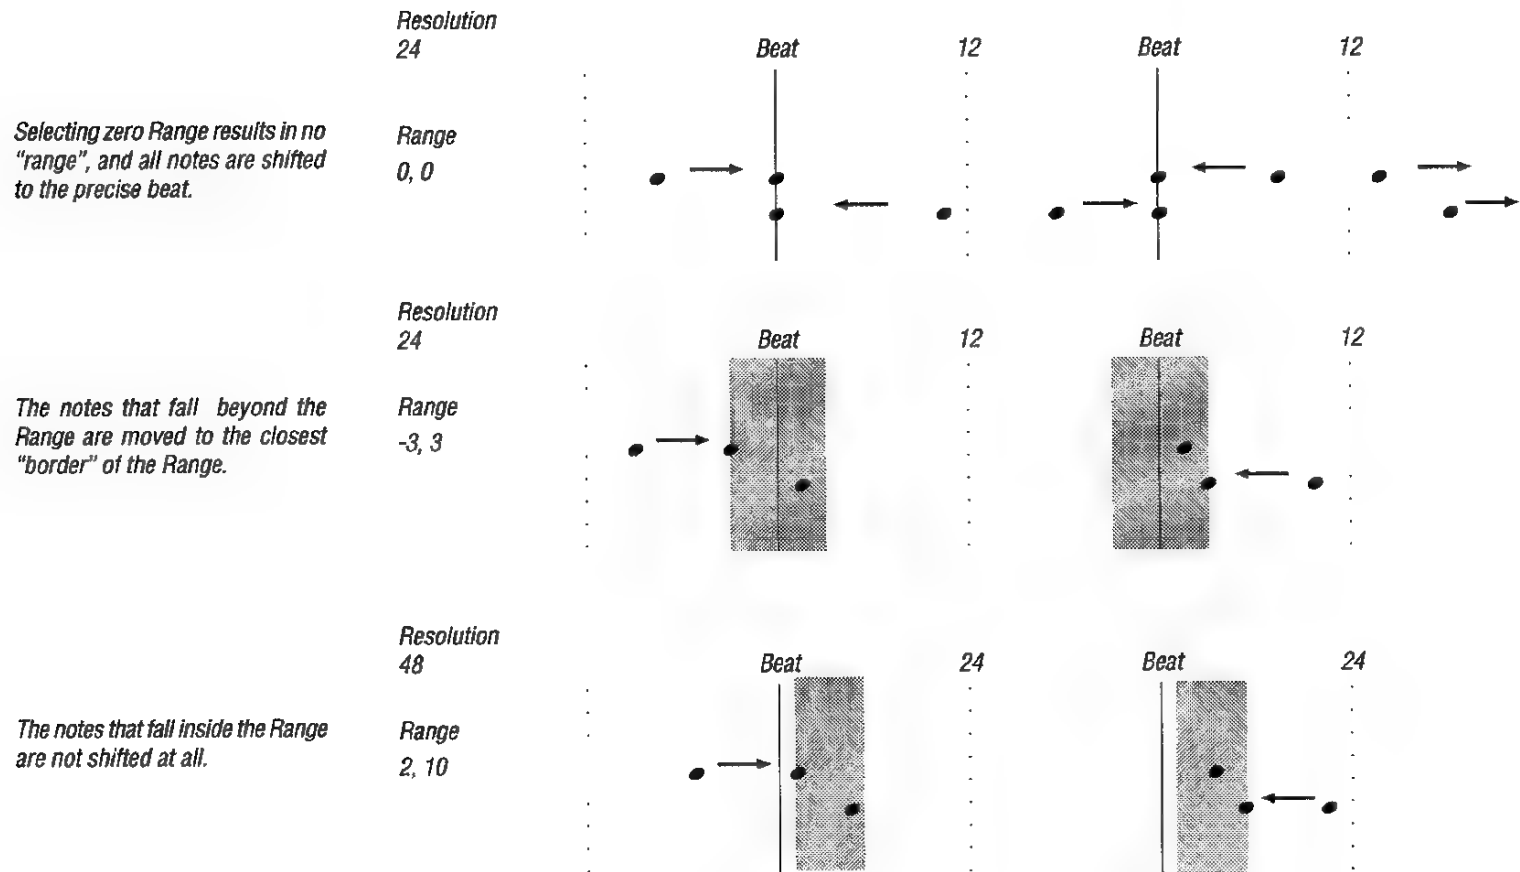 Resolution
24
Beat
12
Beat
12
Selecting zero Range results in no
"range", and all notes are shifted
to the precise beat.
Range
0, 0
Resolution
24
Beat
12
Beat
12
The notes that fall beyond the
Range are moved to the closest
"border" of the Range.
Range
-3, 3
Resolution
48
Beat
24
Beat
24
The notes that fall inside the Range
are not shifted at all.
Range
2, 10